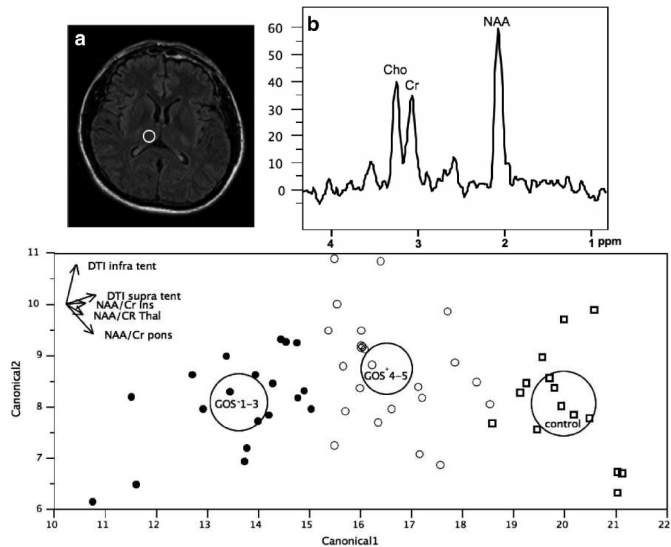 a
b
60
50
40
30
20
10
0
NAA
Cho
Cr
4
3
2
1 ppm
11
10
9
8
7
6
Canonical2
DTI infra tent
DTI supra tent
NAA/Cr Ins
NAA/CR Thal
NAA/Cr pons
GOS 1-3
GOS 4-5
control
10
11
12
13
14
15
16
17
18
19
20
21
22
Canonical1